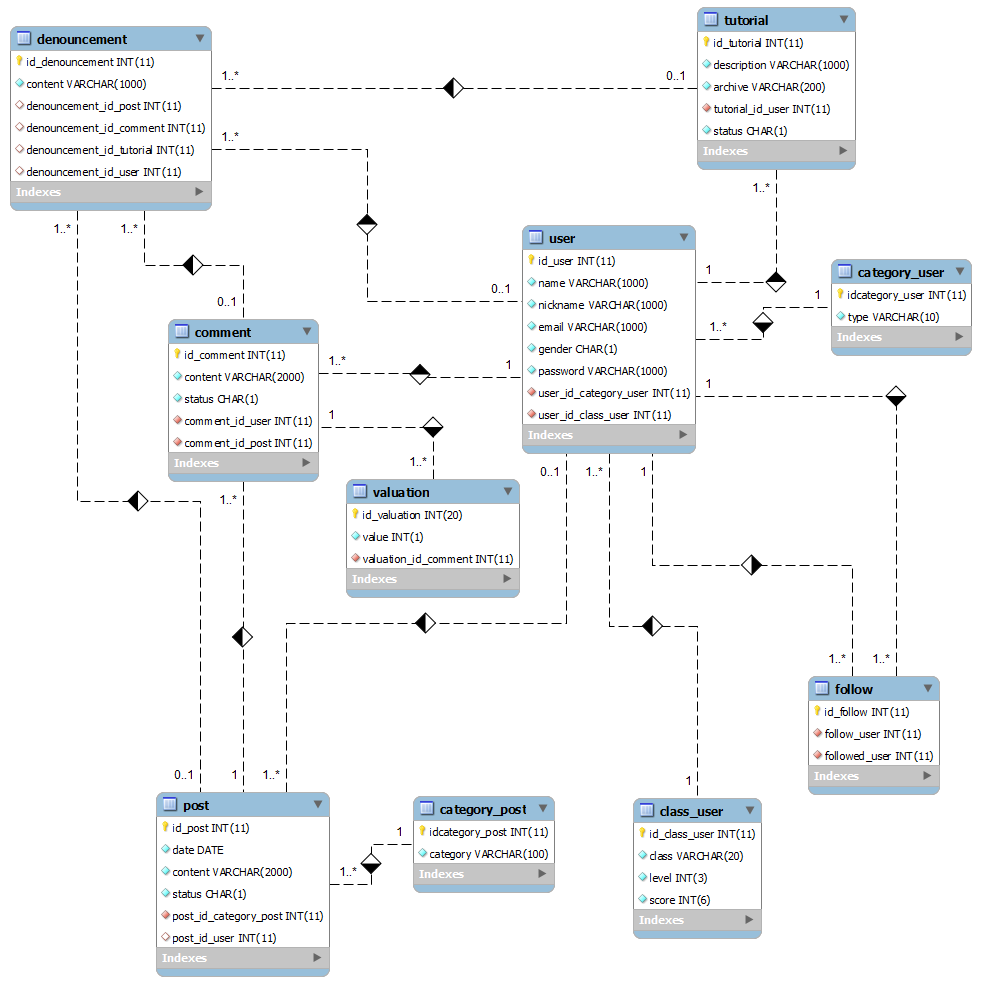 denouncement
id_denouncement INT(11)
content VARCHAR(1000)
denouncement_id_post INT(11)
denouncement_id_comment INT(11)
denouncement_id_tutorial INT(11)
denouncement_id_user INT(11)
Indexes
1..*
0..1
tutorial
id_tutorial INT(11)
description VARCHAR(1000)
archive VARCHAR(200)
tutorial_id_user INT(11)
status CHAR(1)
Indexes
1..*
0..1
1..*
1..*
0..1
1..*
1
user
id_user INT(11)
name VARCHAR(1000)
nickname VARCHAR(1000)
email VARCHAR(1000)
gender CHAR(1)
password VARCHAR(1000)
user_id_category_user INT(11)
user_id_class_user INT(11)
Indexes
1
1..*
category_user
idcategory_user INT(11)
type VARCHAR(10)
Indexes
comment
id_comment INT(11)
content VARCHAR(2000)
status CHAR(1)
comment_id_user INT(11)
comment_id_post INT(11)
Indexes
1..*
1
1
1..*
1
valuation
id_valuation INT(20)
value INT(1)
valuation_id_comment INT(11)
Indexes
1..*
0..1
1..*
1
1..*
1..*
follow
id_follow INT(11)
follow_user INT(11)
followed_user INT(11)
Indexes
0..1
1
1..*
1
post
id_post INT(11)
date DATE
content VARCHAR(2000)
status CHAR(1)
post_id_category_post INT(11)
post_id_user INT(11)
Indexes
1
1..*
category_post
idcategory_post INT(11)
category VARCHAR(100)
Indexes
class_user
id_class_user INT(11)
class VARCHAR(20)
level INT(3)
score INT(6)
Indexes